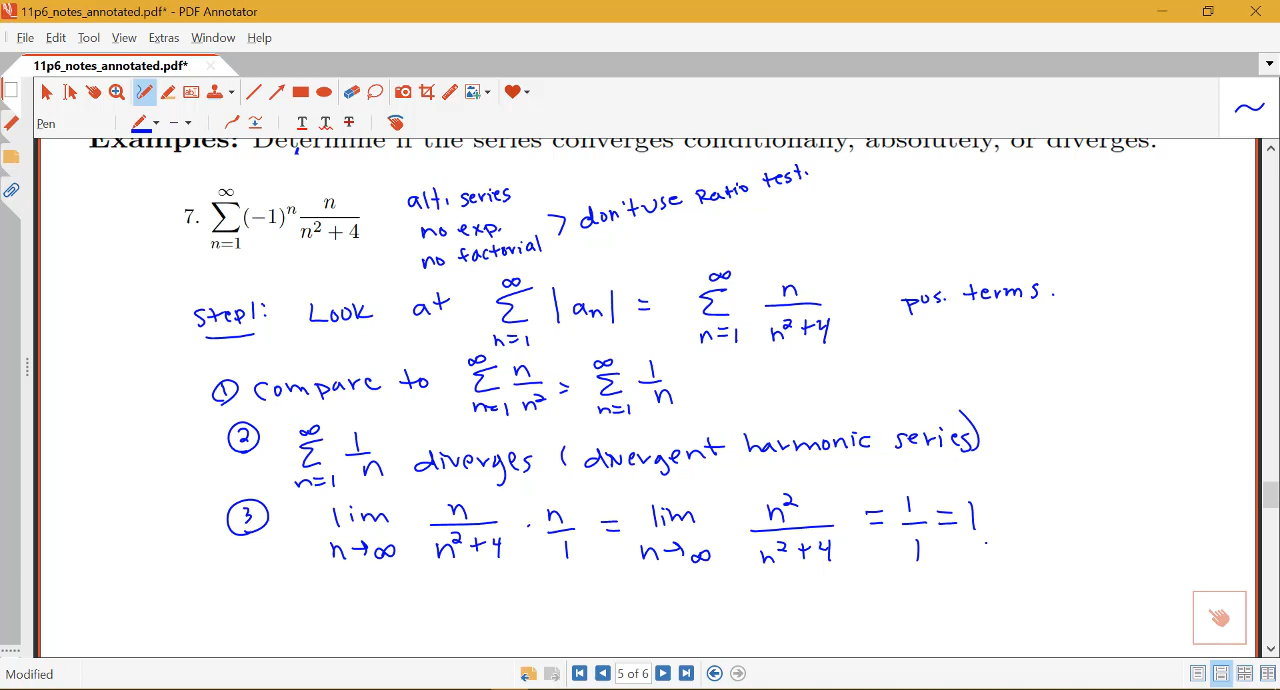 11p6_notes_annotated.pdf* - PDF Annotator
File Edit Tool View Extras Window Help
11p6_notes_annotated.pdf*
Pen
Examples: Determine if the series converges conditionally, absolutely, or diverges.
7. ∑_{n=1}^{∞} (−1)^n n/(n² + 4)
alt. series
no exp.
no factorial
> don't use Ratio test.
Step1: Look at ∑_{n=1}^{∞} |a_n| = ∑_{n=1}^{∞} n/(n²+4) pos. terms.
① Compare to ∑_{n=1}^{∞} n/n² = ∑_{n=1}^{∞} 1/n
② ∑_{n=1}^{∞} 1/n diverges (divergent harmonic series)
③ lim_{n→∞} n/(n²+4) · n/1 = lim_{n→∞} n²/(n²+4) = 1/1 = 1
Modified 5 of 6